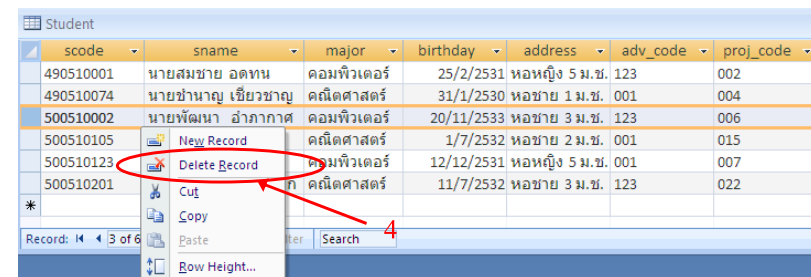 Student
scode sname major birthday address adv_code proj_code
490510001 นายสมชาย อดทน คอมพิวเตอร์ 25/2/2531 หอหญิง 5 ม.ช. 123 002
490510074 นายชำนาญ เชี่ยวชาญ คณิตศาสตร์ 31/1/2530 หอชาย 1 ม.ช. 001 004
500510002 นายพัฒนา อำภากาศ คอมพิวเตอร์ 20/11/2533 หอชาย 3 ม.ช. 123 006
500510105 New Record คณิตศาสตร์ 1/7/2532 หอชาย 2 ม.ช. 001 015
500510123 Delete Record คอมพิวเตอร์ 12/12/2531 หอหญิง 5 ม.ช. 001 007
500510201 Cut ก คณิตศาสตร์ 11/7/2532 หอชาย 3 ม.ช. 123 022
Copy
4
Record: 3 of 6 Paste Search
Row Height...